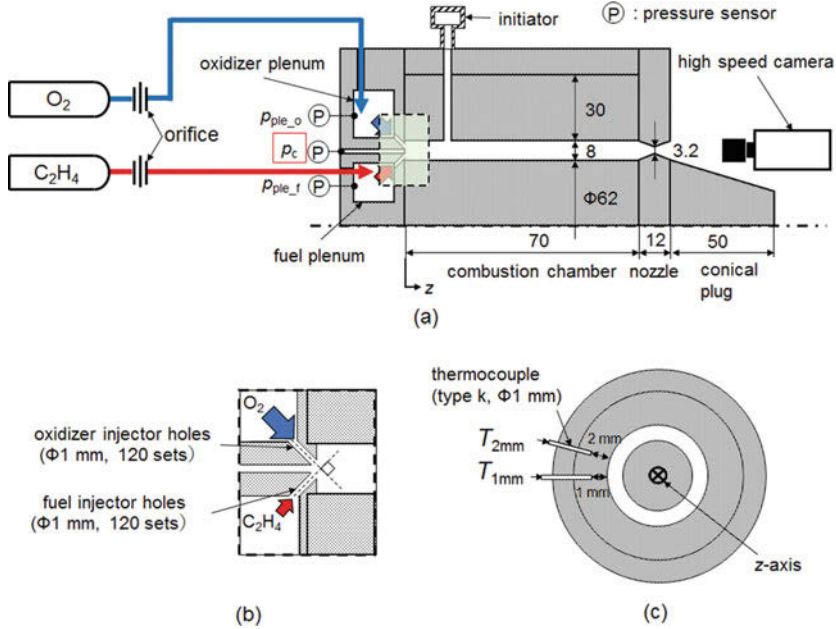 initiator
P : pressure sensor
oxidizer plenum
high speed camera
O2
pple_o P
30
orifice
pc P
8
3.2
C2H4
pple_f P
Φ62
fuel plenum
70
12
50
z
combustion chamber
nozzle
conical
plug
(a)
O2
oxidizer injector holes
(Φ1 mm, 120 sets)
fuel injector holes
(Φ1 mm, 120 sets)
C2H4
(b)
thermocouple
(type k, Φ1 mm)
2 mm
T2mm
T1mm
1 mm
z-axis
(c)